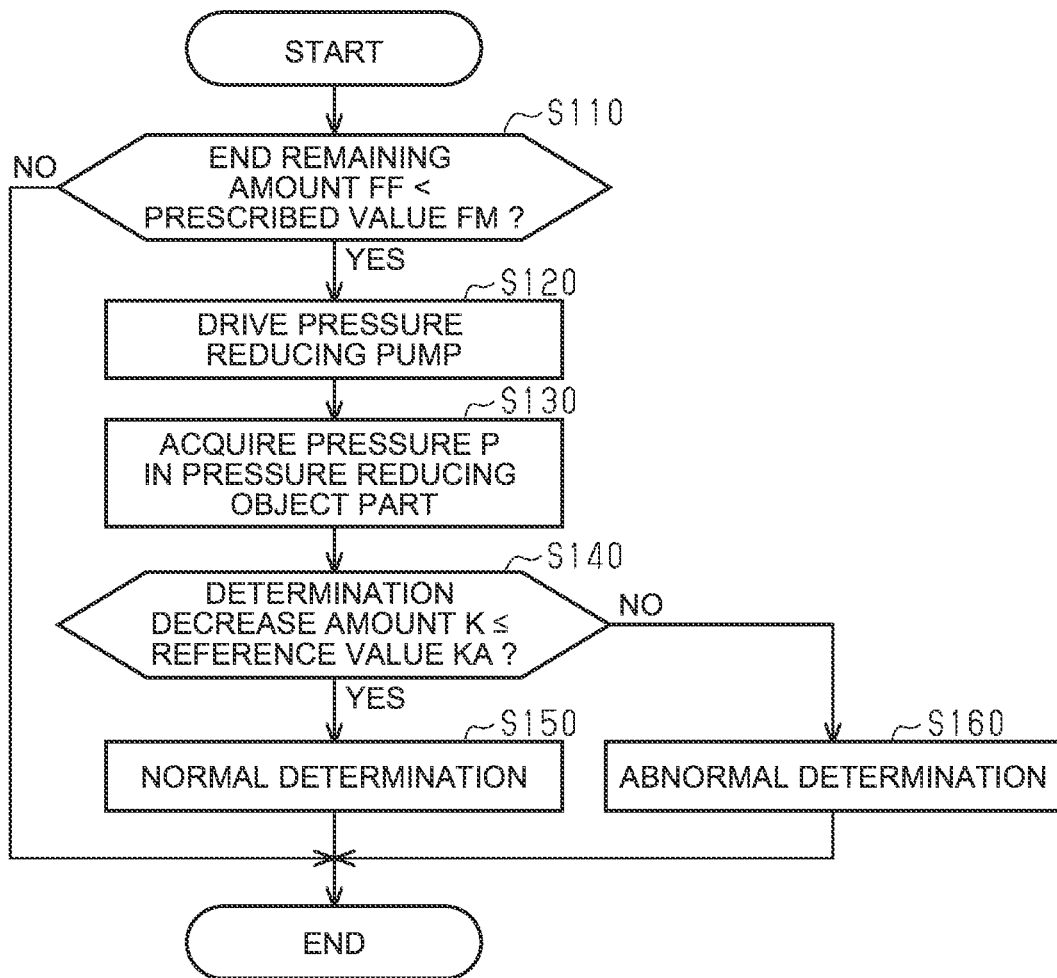 START
S110
NO
END REMAINING
AMOUNT FF <
PRESCRIBED VALUE FM ?
YES
S120
DRIVE PRESSURE
REDUCING PUMP
S130
ACQUIRE PRESSURE P
IN PRESSURE REDUCING
OBJECT PART
S140
DETERMINATION
DECREASE AMOUNT K ≤
REFERENCE VALUE KA ?
NO
YES
S150
NORMAL DETERMINATION
S160
ABNORMAL DETERMINATION
END